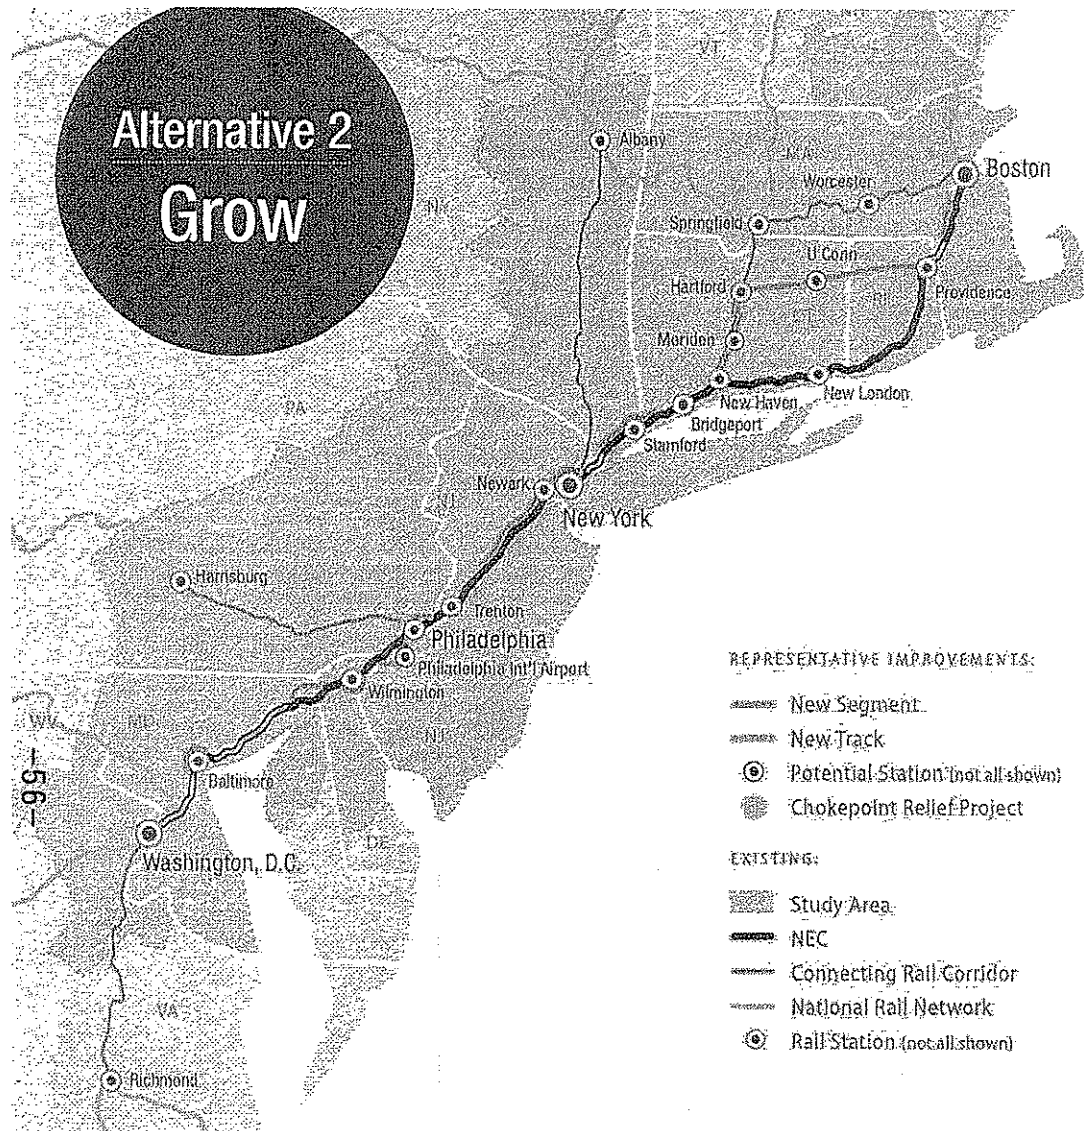 Alternative 2
Grow
VT
Albany
MA
Boston
Worcester
Springfield
U Conn
Hartford
RI
Providence
CT
Meriden
New Haven
New London
Bridgeport
Stamford
PA
Newark
NJ
New York
Harrisburg
Trenton
Philadelphia
Philadelphia Int'l Airport
Wilmington
WV
MD
NJ
Baltimore
DE
Washington, D.C.
VA
Richmond
-56-
REPRESENTATIVE IMPROVEMENTS:
New Segment
New Track
Potential Station (not all shown)
Chokepoint Relief Project
EXISTING:
Study Area
NEC
Connecting Rail Corridor
National Rail Network
Rail Station (not all shown)